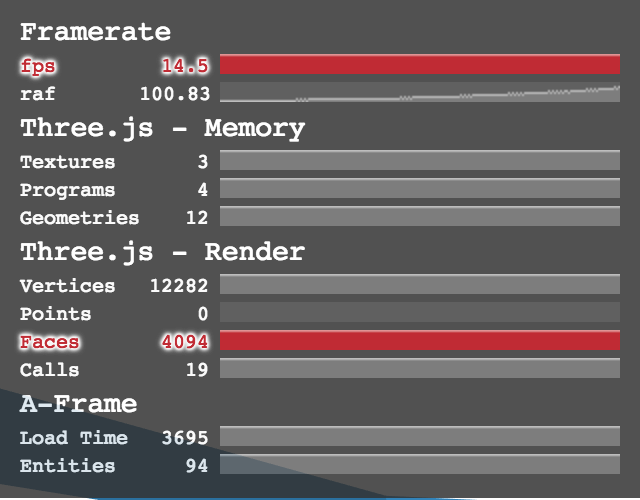 Framerate
fps 14.5
raf 100.83
Three.js - Memory
Textures 3
Programs 4
Geometries 12
Three.js - Render
Vertices 12282
Points 0
Faces 4094
Calls 19
A-Frame
Load Time 3695
Entities 94